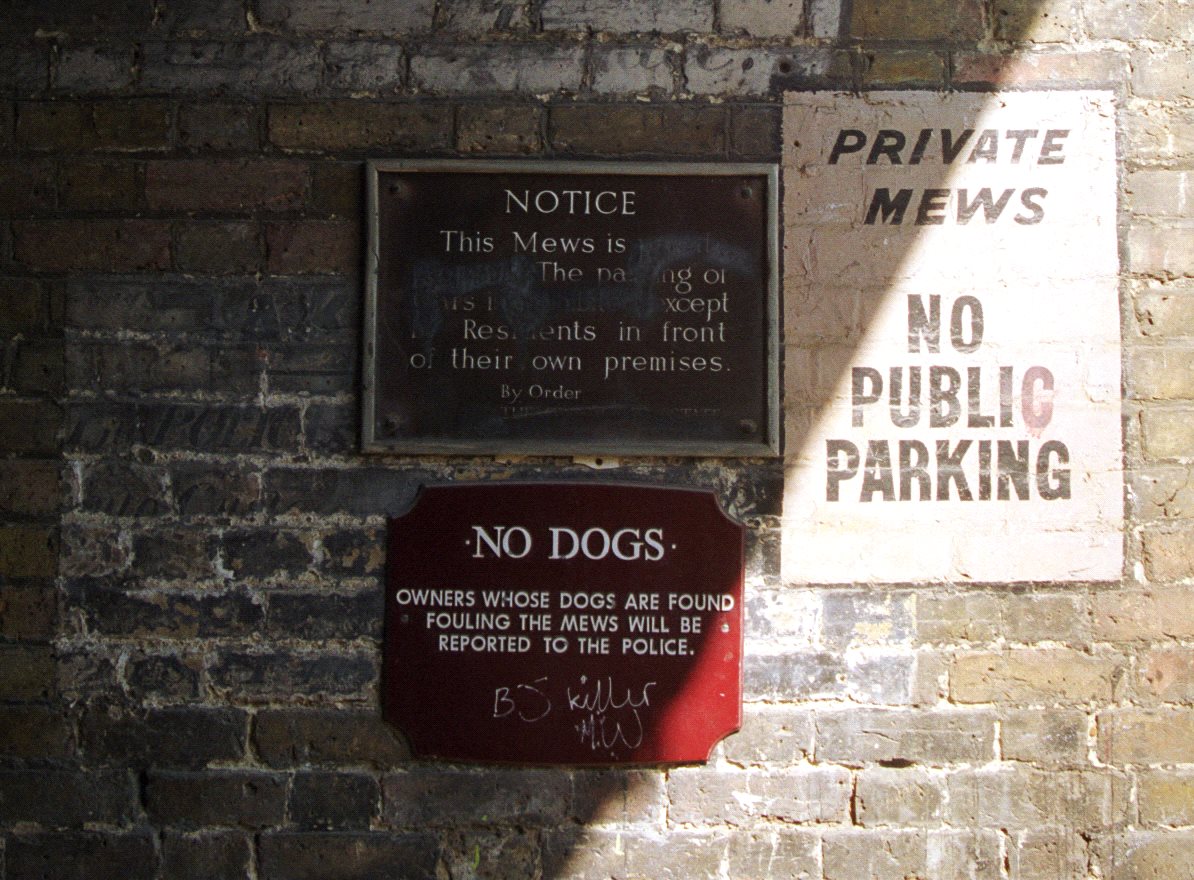 NOTICE
This Mews is
The parking of
except
Residents in front
of their own premises.
By Order
PRIVATE
MEWS
NO
PUBLIC
PARKING
·NO DOGS·
OWNERS WHOSE DOGS ARE FOUND
FOULING THE MEWS WILL BE
REPORTED TO THE POLICE.
BJ killer
M.W